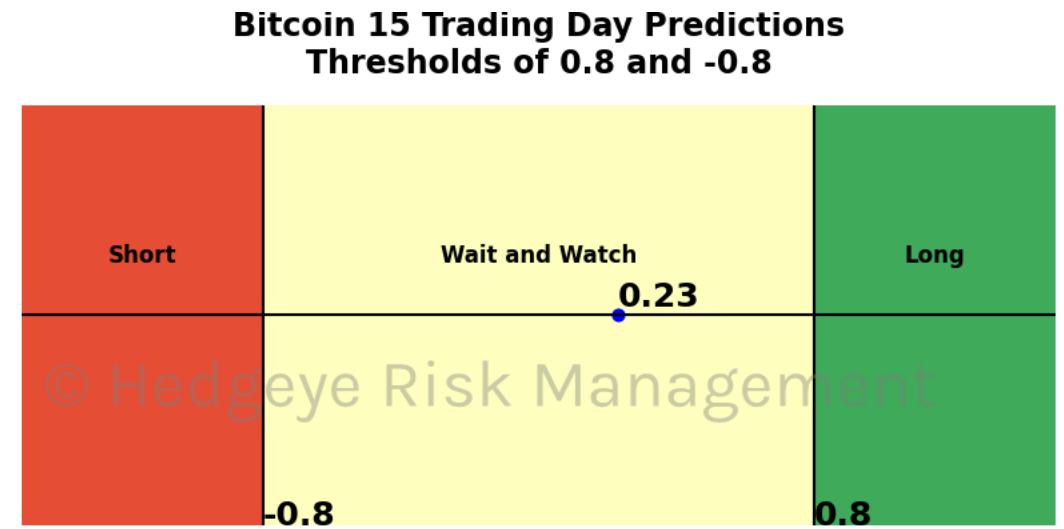 Bitcoin 15 Trading Day Predictions
Thresholds of 0.8 and -0.8
Short
Wait and Watch
Long
0.23
© Hedgeye Risk Management
-0.8
0.8